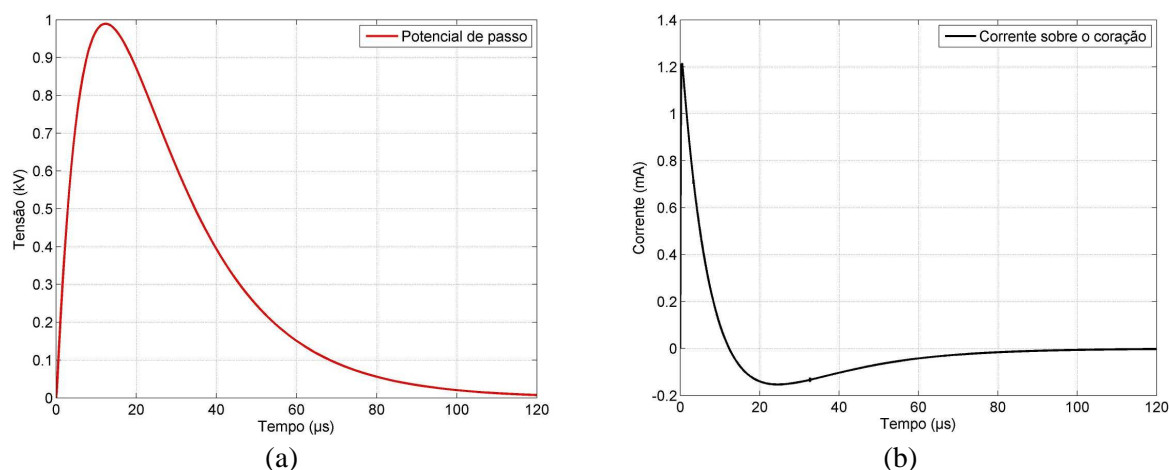 1
0.9
0.8
0.7
0.6
0.5
0.4
0.3
0.2
0.1
0
Tensão (kV)
Potencial de passo
0 20 40 60 80 100 120
Tempo (µs)
(a)
1.4
1.2
1
0.8
0.6
0.4
0.2
0
-0.2
Corrente (mA)
Corrente sobre o coração
0 20 40 60 80 100 120
Tempo (µs)
(b)